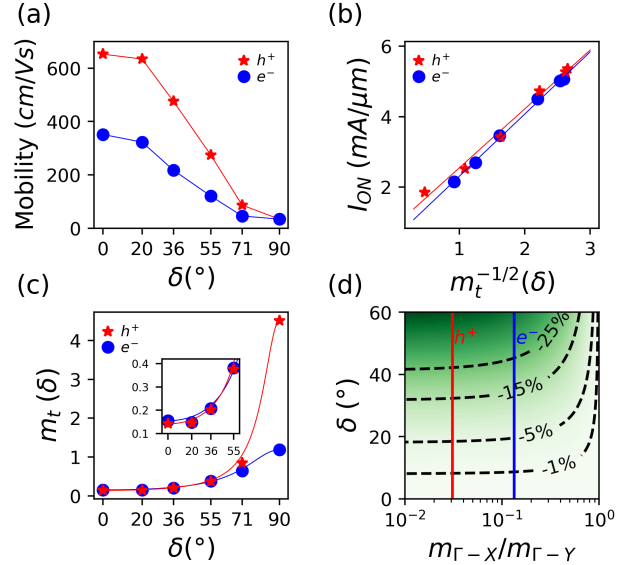 (a)
Mobility (cm/Vs)
600
400
200
0
h⁺
e⁻
0 20 36 55 71 90
δ(°)
(b)
I_ON (mA/μm)
6
4
2
h⁺
e⁻
1 2 3
m_t^{-1/2}(δ)
(c)
m_t (δ)
4
3
2
1
0
h⁺
e⁻
0.4
0.3
0.2
0.1
0 20 36 55
0 20 36 55 71 90
δ(°)
(d)
δ (°)
60
40
20
0
h⁺
e⁻
-25%
-15%
-5%
-1%
10⁻² 10⁻¹ 10⁰
m_{Γ−X}/m_{Γ−Y}